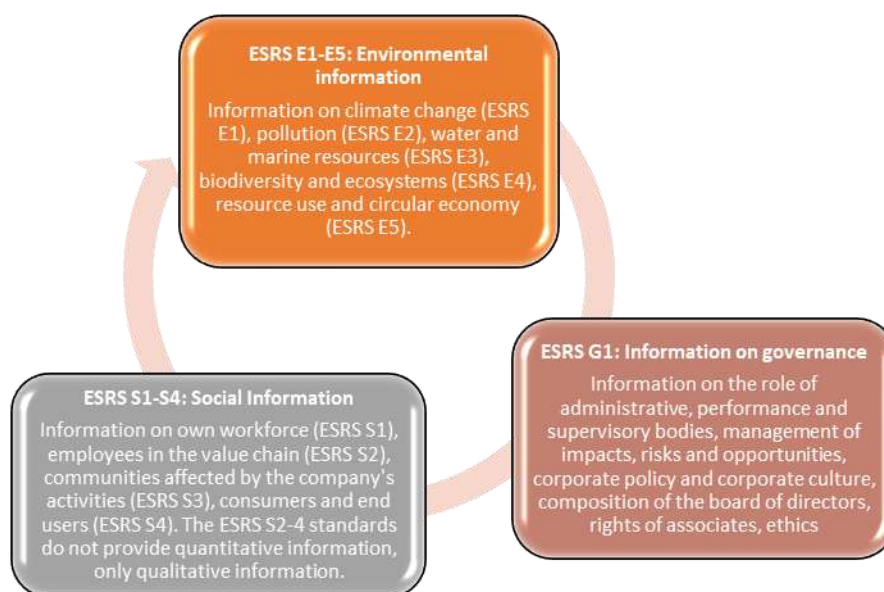 ESRS E1-E5: Environmental
information
Information on climate change (ESRS
E1), pollution (ESRS E2), water and
marine resources (ESRS E3),
biodiversity and ecosystems (ESRS E4),
resource use and circular economy
(ESRS E5).
ESRS G1: Information on governance
Information on the role of
administrative, performance and
supervisory bodies, management of
impacts, risks and opportunities,
corporate policy and corporate culture,
composition of the board of directors,
rights of associates, ethics
ESRS S1-S4: Social Information
Information on own workforce (ESRS S1),
employees in the value chain (ESRS S2),
communities affected by the company's
activities (ESRS S3), consumers and end
users (ESRS S4). The ESRS S2-4 standards
do not provide quantitative information,
only qualitative information.